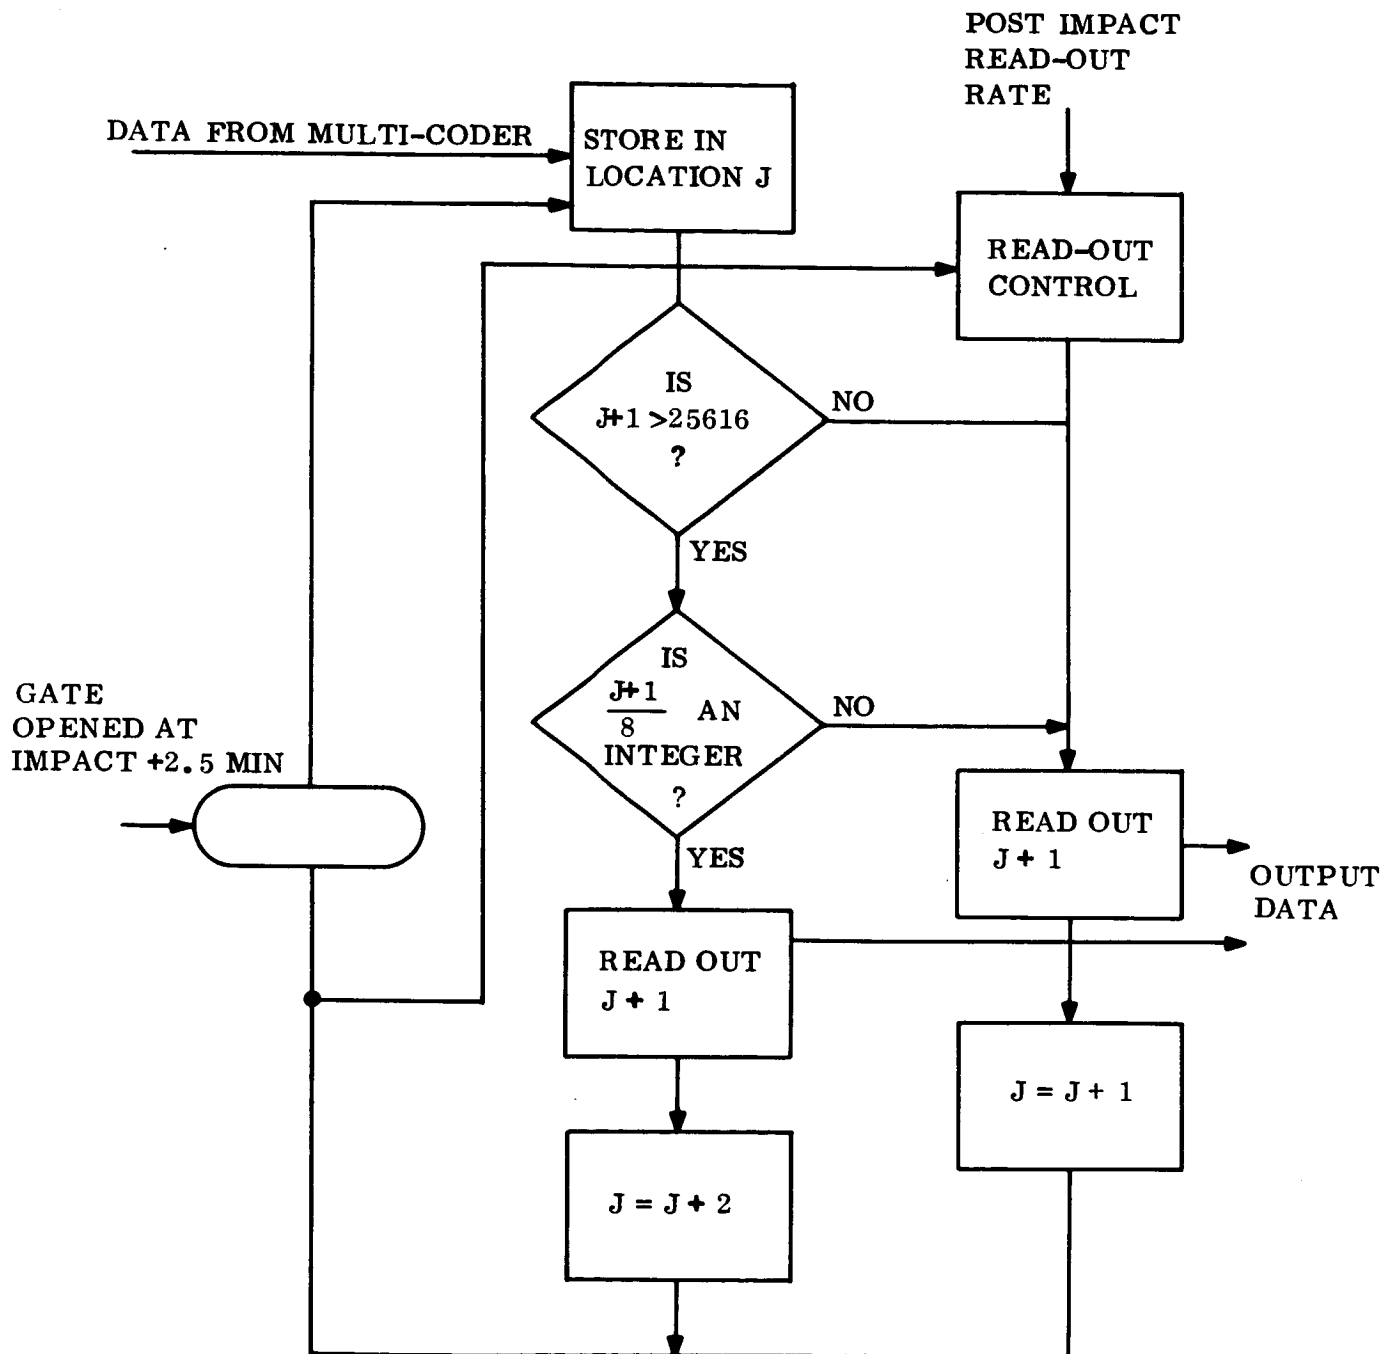 POST IMPACT
READ-OUT
RATE
DATA FROM MULTI-CODER
STORE IN
LOCATION J
READ-OUT
CONTROL
IS
J+1 >25616
?
NO
YES
IS
J+1
8
AN
INTEGER
?
NO
YES
GATE
OPENED AT
IMPACT +2.5 MIN
READ OUT
J + 1
OUTPUT
DATA
READ OUT
J + 1
J = J + 1
J = J + 2